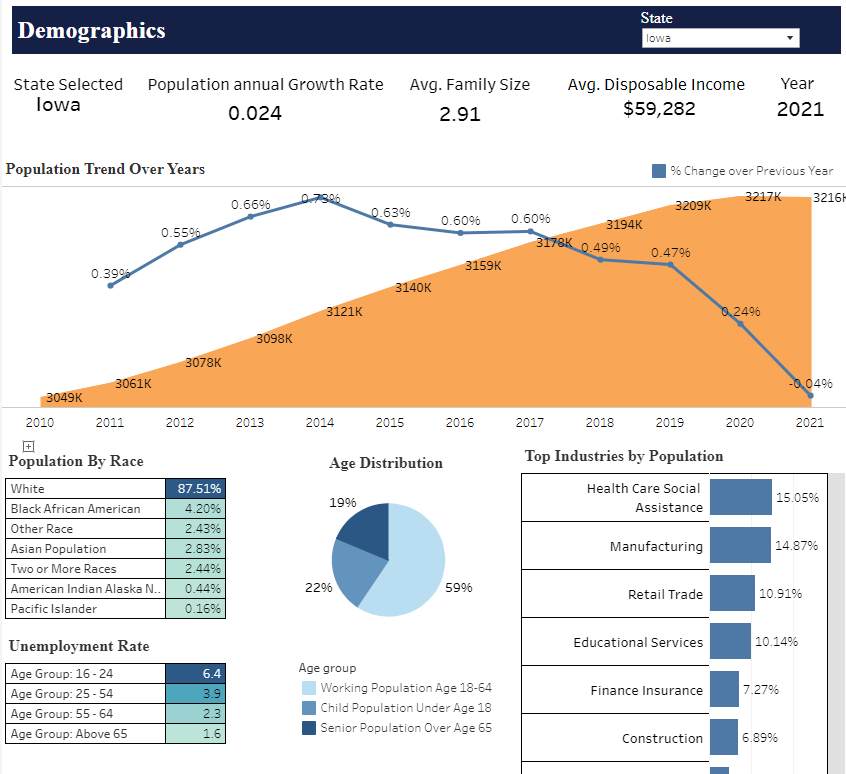 Demographics
State
Iowa
State Selected
Iowa
Population annual Growth Rate
0.024
Avg. Family Size
2.91
Avg. Disposable Income
$59,282
Year
2021
Population Trend Over Years
% Change over Previous Year
0.39%
0.55%
0.66%
0.73%
0.63%
0.60%
0.60%
0.49%
0.47%
0.24%
-0.04%
3049K
3061K
3078K
3098K
3121K
3140K
3159K
3178K
3194K
3209K
3217K
3216K
2010 2011 2012 2013 2014 2015 2016 2017 2018 2019 2020 2021
Population By Race
White 87.51%
Black African American 4.20%
Other Race 2.43%
Asian Population 2.83%
Two or More Races 2.44%
American Indian Alaska N.. 0.44%
Pacific Islander 0.16%
Unemployment Rate
Age Group: 16 - 24 6.4
Age Group: 25 - 54 3.9
Age Group: 55 - 64 2.3
Age Group: Above 65 1.6
Age Distribution
19%
22%
59%
Age group
Working Population Age 18-64
Child Population Under Age 18
Senior Population Over Age 65
Top Industries by Population
Health Care Social
Assistance 15.05%
Manufacturing 14.87%
Retail Trade 10.91%
Educational Services 10.14%
Finance Insurance 7.27%
Construction 6.89%